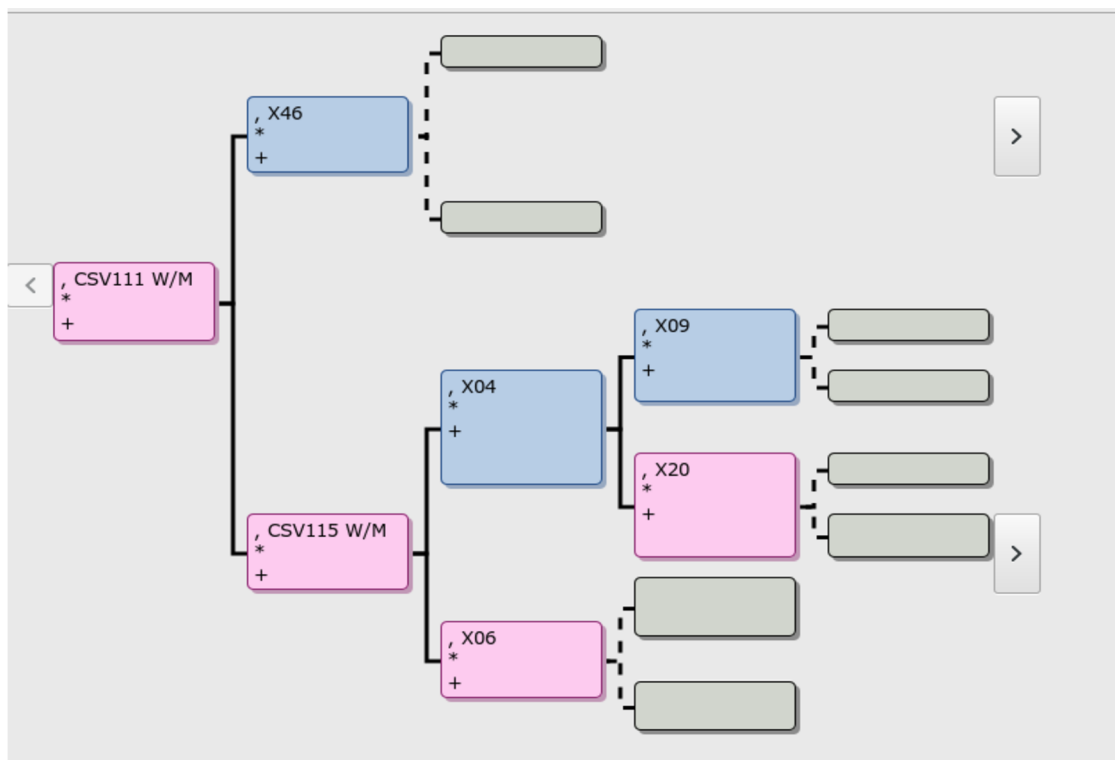 , X46
*
+
, CSV111 W/M
*
+
, X09
*
+
, X04
*
+
, X20
*
+
, CSV115 W/M
*
+
, X06
*
+